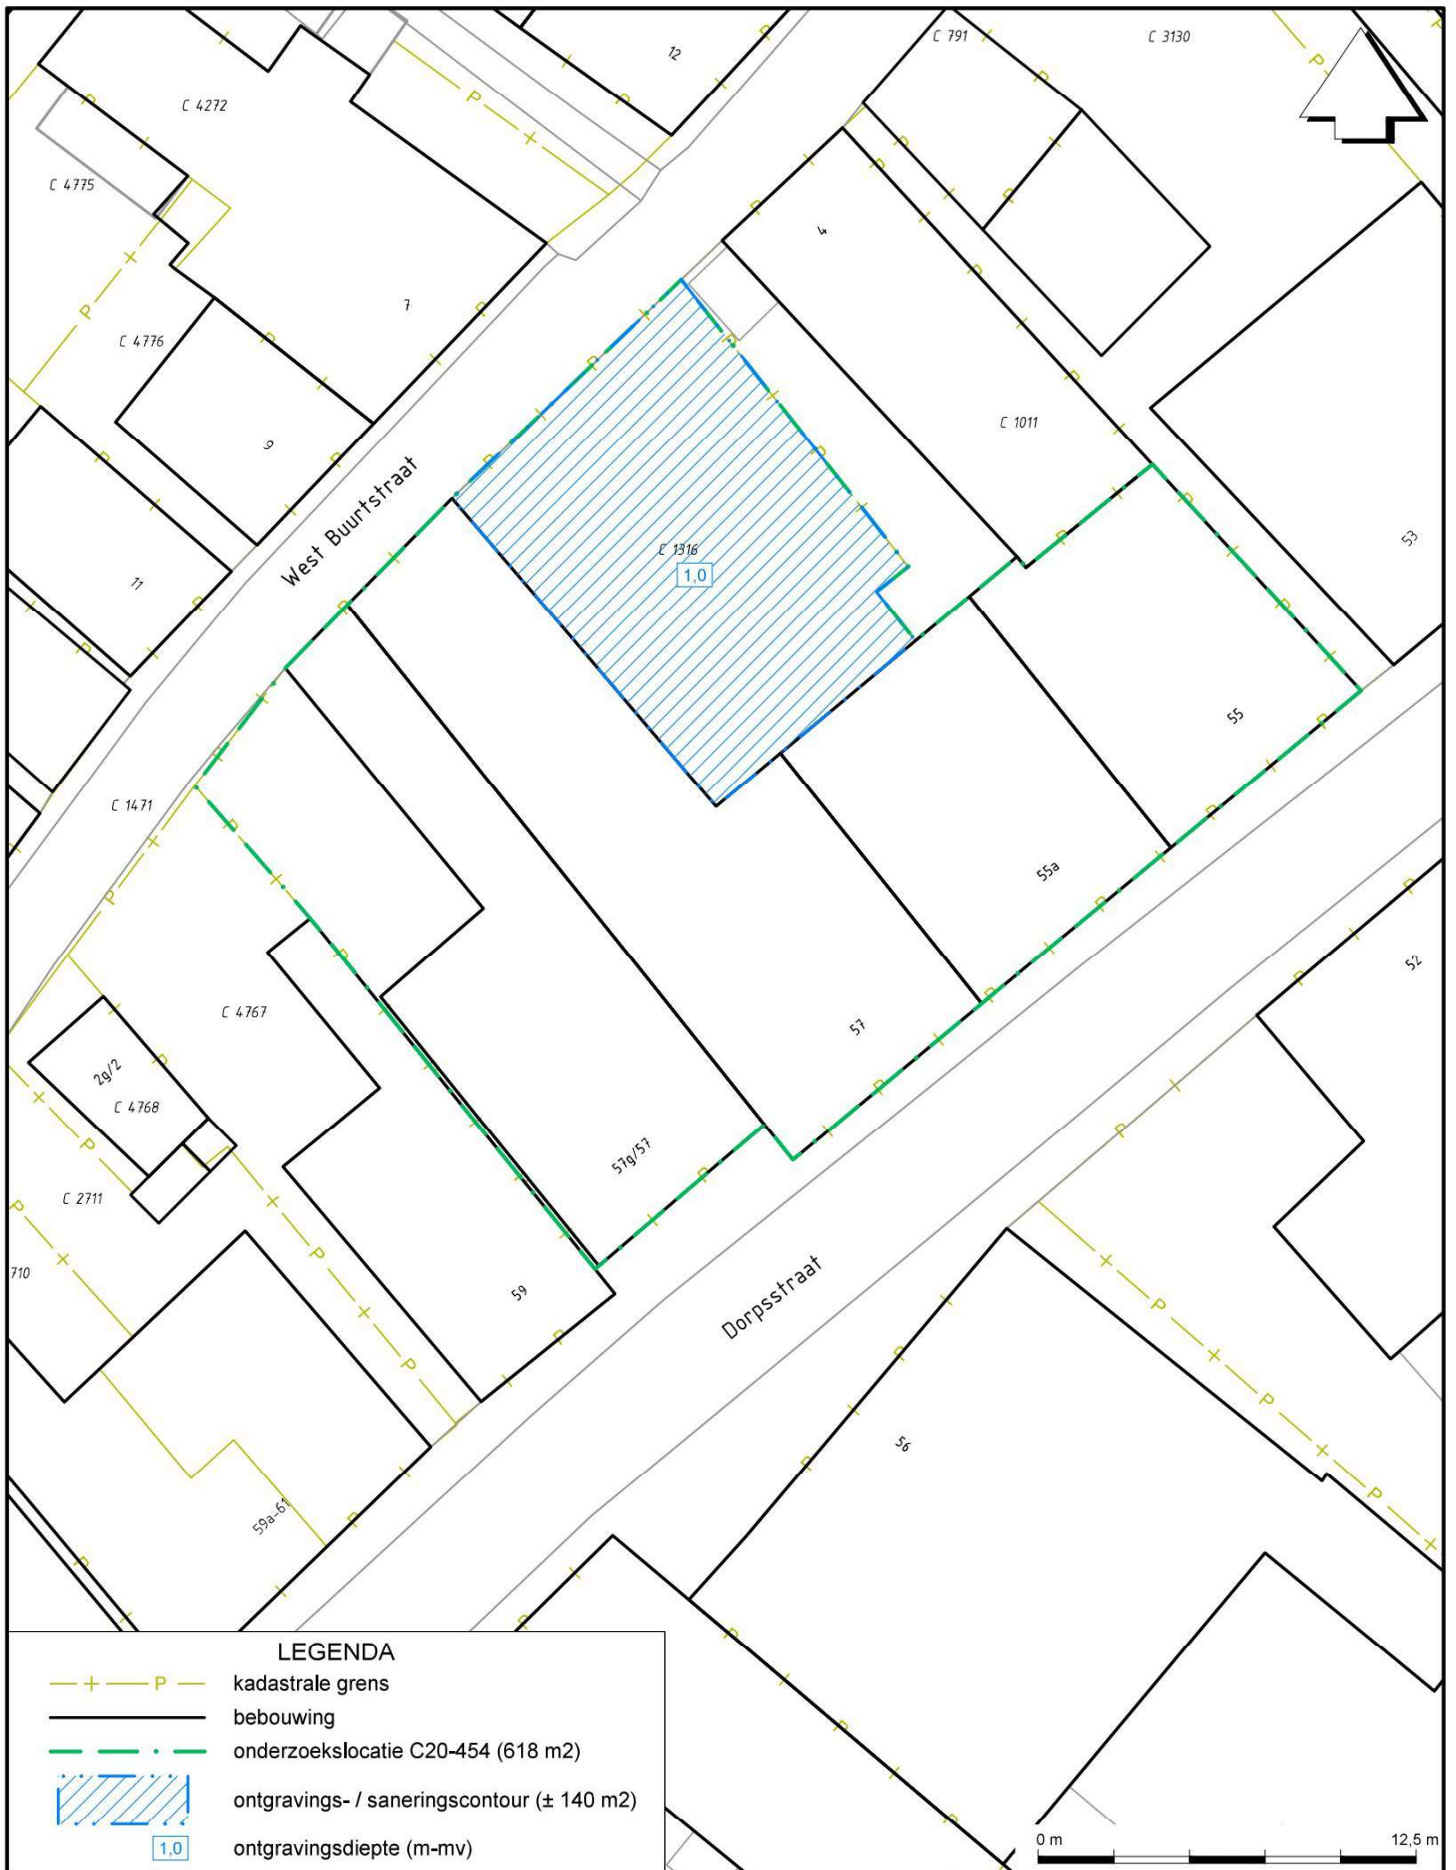 12
C 791
C 3130
C 4272
C 4775
4
7
C 4776
C 1011
9
West Buurtstraat
53
C 1316
1,0
11
55
C 1471
55a
52
C 4767
57
2g/2
C 4768
57g/57
C 2711
710
59
Dorpsstraat
56
59a-61
LEGENDA
+ P kadastrale grens
bebouwing
onderzoekslocatie C20-454 (618 m2)
ontgravings- / saneringscontour (± 140 m2)
1,0 ontgravingsdiepte (m-mv)
0 m 12,5 m